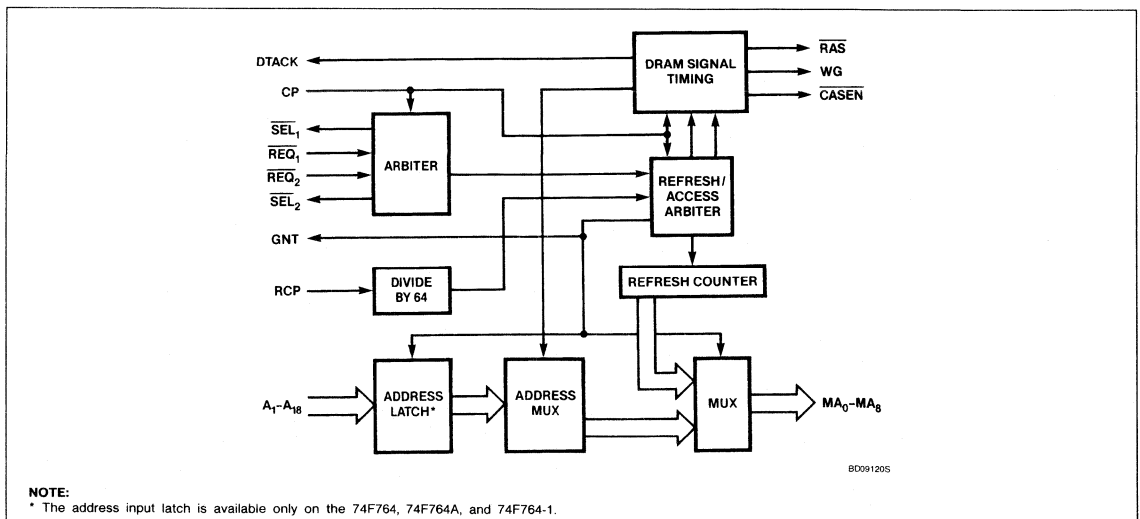 DTACK
CP
SEL1
REQ1
REQ2
SEL2
GNT
RCP
A1–A18
ARBITER
DIVIDE
BY 64
ADDRESS
LATCH*
ADDRESS
MUX
DRAM SIGNAL
TIMING
REFRESH/
ACCESS
ARBITER
REFRESH COUNTER
MUX
RAS
WG
CASEN
MA0–MA8
BD09120S
NOTE:
* The address input latch is available only on the 74F764, 74F764A, and 74F764-1.